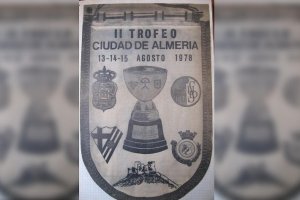 II TROFEO
CIUDAD DE ALMERIA
13-14-15 AGOSTO 1978